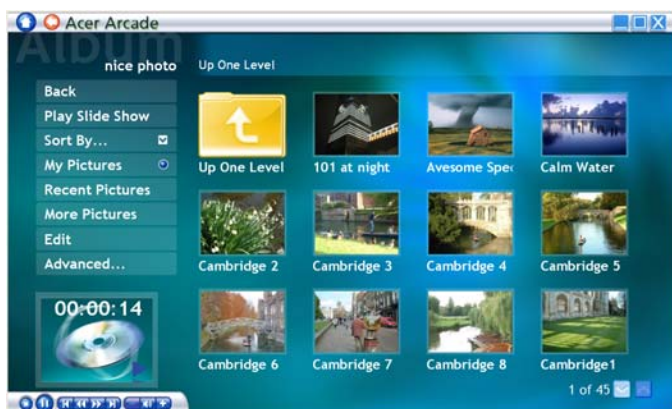 Acer Arcade
Album
nice photo
Up One Level
Back
Play Slide Show
Sort By...
My Pictures
Recent Pictures
More Pictures
Edit
Advanced...
00:00:14
Up One Level
101 at night
Avesome Spe
Calm Water
Cambridge 2
Cambridge 3
Cambridge 4
Cambridge 5
Cambridge 6
Cambridge 7
Cambridge 8
Cambridge1
1 of 45